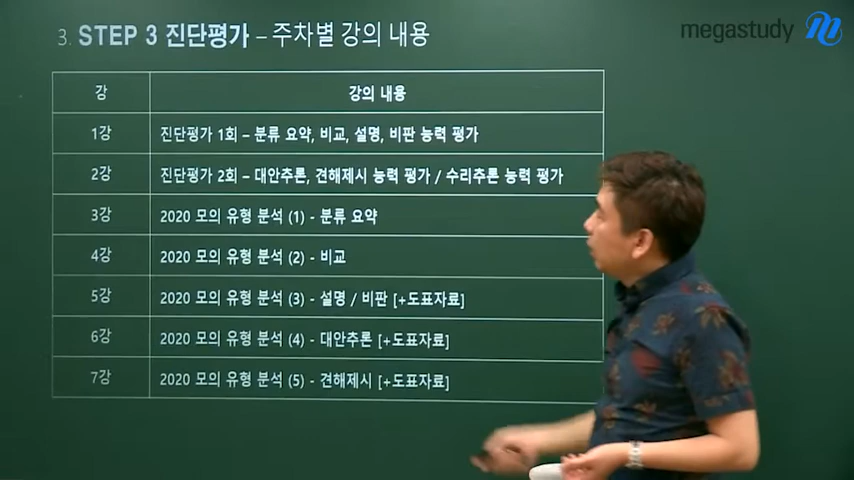 3. STEP 3 진단평가 – 주차별 강의 내용
megastudy
강 강의 내용
1강 진단평가 1회 – 분류 요약, 비교, 설명, 비판 능력 평가
2강 진단평가 2회 – 대안추론, 견해제시 능력 평가 / 수리추론 능력 평가
3강 2020 모의 유형 분석 (1) - 분류 요약
4강 2020 모의 유형 분석 (2) - 비교
5강 2020 모의 유형 분석 (3) - 설명 / 비판 [+도표자료]
6강 2020 모의 유형 분석 (4) - 대안추론 [+도표자료]
7강 2020 모의 유형 분석 (5) - 견해제시 [+도표자료]